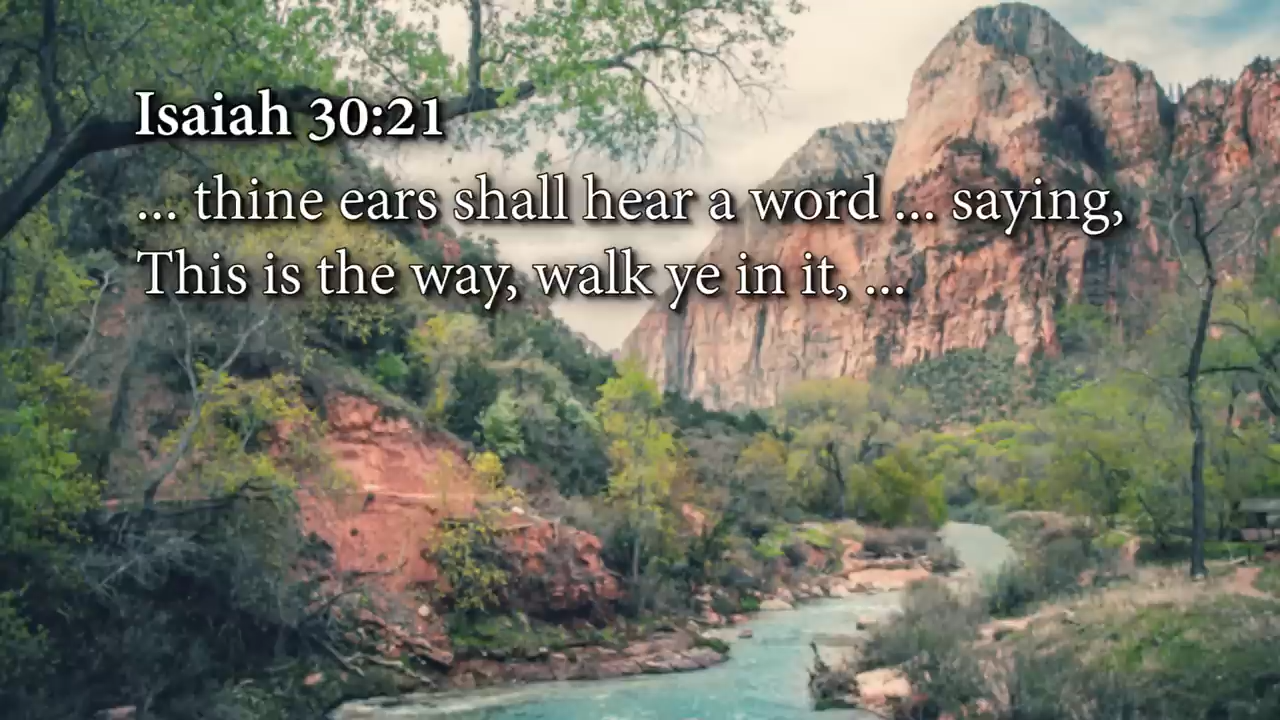 Isaiah 30:21
... thine ears shall hear a word ... saying,
This is the way, walk ye in it, ...